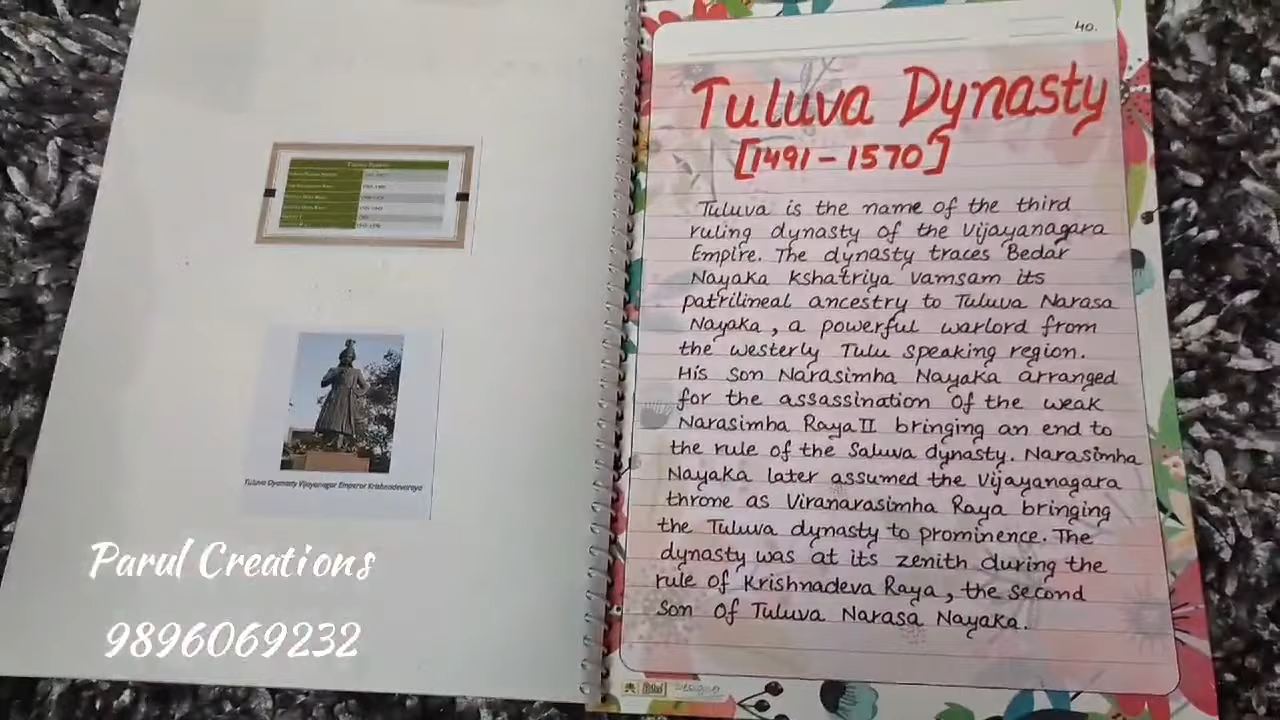 Tuluva Dynasty Vijayanagar Emperor Krishnadevaraya
Parul Creations
9896069232
40.
Tuluva Dynasty
[1491-1570]
Tuluva is the name of the third
ruling dynasty of the Vijayanagara
Empire. The dynasty traces Bedar
Nayaka Kshatriya Vamsam its
patrilineal ancestry to Tuluva Narasa
Nayaka, a powerful warlord from
the westerly Tulu speaking region.
His Son Narasimha Nayaka arranged
for the assassination of the weak
Narasimha Raya II bringing an end to
the rule of the Saluva dynasty. Narasimha
Nayaka later assumed the Vijayanagara
throne as Viranarasimha Raya bringing
the Tuluva dynasty to prominence. The
dynasty was at its zenith during the
rule of Krishnadeva Raya, the second
Son of Tuluva Narasa Nayaka.